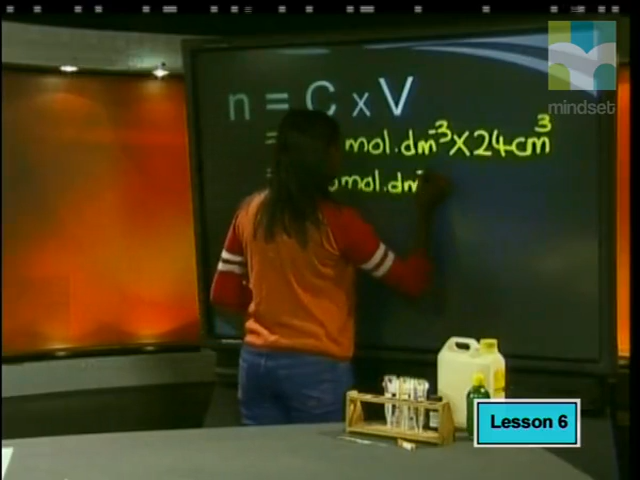 mindset
n = C x V
= mol.dm⁻³ x 24cm³
mol.dm⁻
Lesson 6